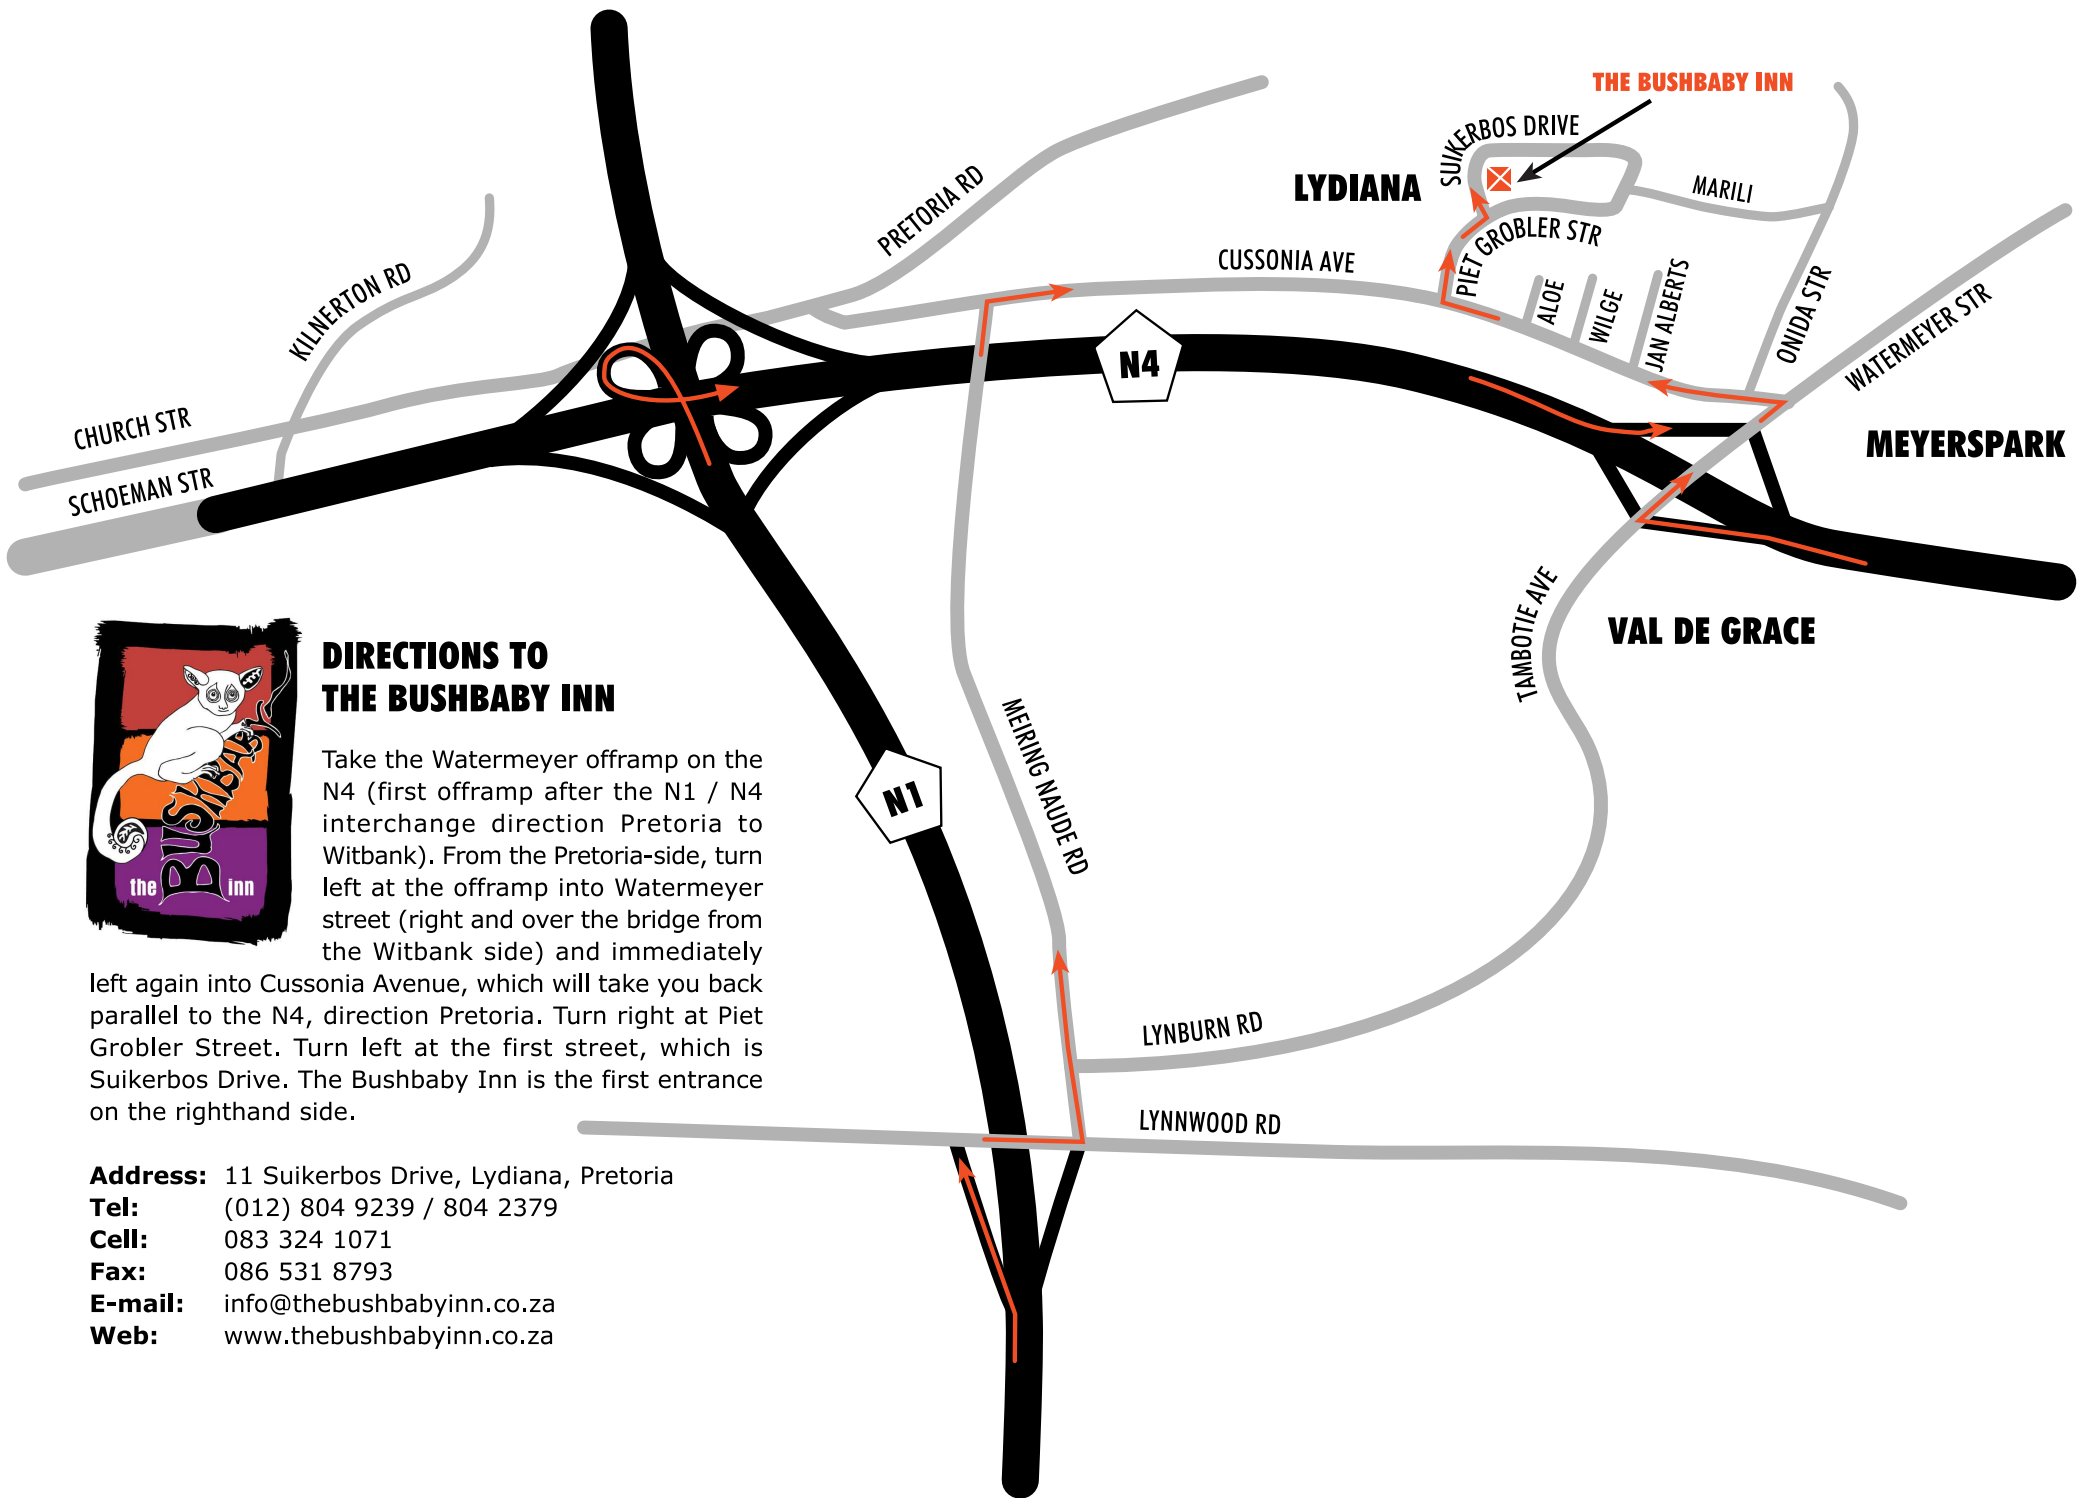 THE BUSHBABY INN
SUIKERBOS DRIVE
LYDIANA
MARILI
PRETORIA RD
PIET GROBLER STR
CUSSONIA AVE
KILNERTON RD
ALOE
WILGE
JAN ALBERTS
ONIDA STR
WATERMEYER STR
N4
CHURCH STR
SCHOEMAN STR
MEYERSPARK
TAMBOTIE AVE
VAL DE GRACE
the BUSHBABY inn
DIRECTIONS TO
THE BUSHBABY INN
MEIRING NAUDE RD
N1
Take the Watermeyer offramp on the
N4 (first offramp after the N1 / N4
interchange direction Pretoria to
Witbank). From the Pretoria-side, turn
left at the offramp into Watermeyer
street (right and over the bridge from
the Witbank side) and immediately
left again into Cussonia Avenue, which will take you back
parallel to the N4, direction Pretoria. Turn right at Piet
Grobler Street. Turn left at the first street, which is
Suikerbos Drive. The Bushbaby Inn is the first entrance
on the righthand side.
LYNBURN RD
LYNNWOOD RD
Address: 11 Suikerbos Drive, Lydiana, Pretoria
Tel: (012) 804 9239 / 804 2379
Cell: 083 324 1071
Fax: 086 531 8793
E-mail: info@thebushbabyinn.co.za
Web: www.thebushbabyinn.co.za